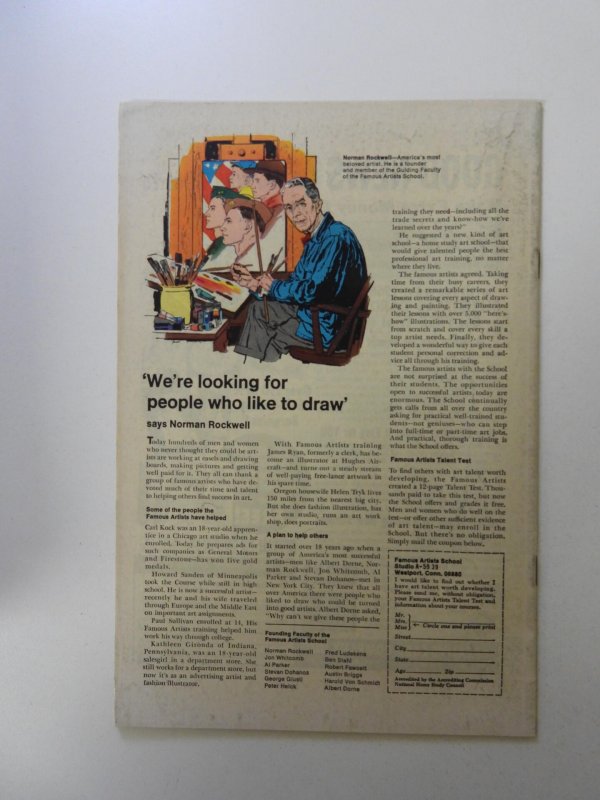 Norman Rockwell—America's most
beloved artist. He is a founder
and member of the Guiding Faculty
of the Famous Artists School.
'We're looking for
people who like to draw'
says Norman Rockwell
Today hundreds of men and women
who never thought they could be art-
ists are working at easels and drawing
boards, making pictures and getting
well paid for it. They all can thank a
group of famous artists who have de-
voted much of their time and talent
to helping others find success in art.
Some of the people the
Famous Artists have helped
Carl Kock was an 18-year-old appren-
tice in a Chicago art studio when he
enrolled. Today he prepares ads for
such companies as General Motors
and Firestone—has won five gold
medals.
Howard Sanden of Minneapolis
took the Course while still in high
school. He is now a successful artist—
recently he and his wife traveled
through Europe and the Middle East
on important art assignments.
Paul Sullivan enrolled at 14. His
Famous Artists training helped him
work his way through college.
Kathleen Gironda of Indiana,
Pennsylvania, was an 18-year-old
salesgirl in a department store. She
still works for a department store, but
now it's as an advertising artist and
fashion illustrator.
With Famous Artists training
James Ryan, formerly a clerk, has be-
come an illustrator at Hughes Air-
craft—and turns out a steady stream
of well-paying free-lance artwork in
his spare time.
Oregon housewife Helen Tryk lives
150 miles from the nearest big city.
But she does fashion illustration, has
her own studio, runs an art work
shop, does portraits.
A plan to help others
It started over 18 years ago when a
group of America's most successful
artists—men like Albert Dorne, Nor-
man Rockwell, Jon Whitcomb, Al
Parker and Stevan Dohanos—met in
New York City. They knew that all
over America there were people who
liked to draw who could be turned
into good artists. Albert Dorne asked,
"Why can't we give these people the
Founding Faculty of the
Famous Artists School
Norman Rockwell
Jon Whitcomb
Al Parker
Stevan Dohanos
George Giusti
Peter Helck
Fred Ludekens
Ben Stahl
Robert Fawcett
Austin Briggs
Harold Von Schmidt
Albert Dorne
training they need—including all the
trade secrets and know-how we've
learned over the years?"
He suggested a new kind of art
school—a home study art school—that
would give talented people the best
professional art training, no matter
where they live.
The famous artists agreed. Taking
time from their busy careers, they
created a remarkable series of art
lessons covering every aspect of draw-
ing and painting. They illustrated
their lessons with over 5,000 "here's-
how" illustrations. The lessons start
from scratch and cover every skill a
top artist needs. Finally, they de-
veloped a wonderful way to give each
student personal correction and ad-
vice all through his training.
The famous artists with the School
are not surprised at the success of
their students. The opportunities
open to successful artists today are
enormous. The School continually
gets calls from all over the country
asking for practical well-trained stu-
dents—not geniuses—who can step
into full-time or part-time art jobs.
And practical, thorough training is
what the School offers.
Famous Artists Talent Test
To find others with art talent worth
developing, the Famous Artists
created a 12-page Talent Test. Thou-
sands paid to take this test, but now
the School offers and grades it free.
Men and women who do well on the
test—or offer other sufficient evidence
of art talent—may enroll in the
School. But there's no obligation.
Simply mail the coupon below.
Famous Artists School
Westport, Conn. 06880
I would like to find out whether I
have art talent worth developing.
Please send me, without obligation,
your Famous Artists Talent Test and
information about your courses.
Mr.
Mrs.
Miss
← Circle one and please print
Street
City
State
Age Zip
Accredited by the Accrediting Commission
National Home Study Council